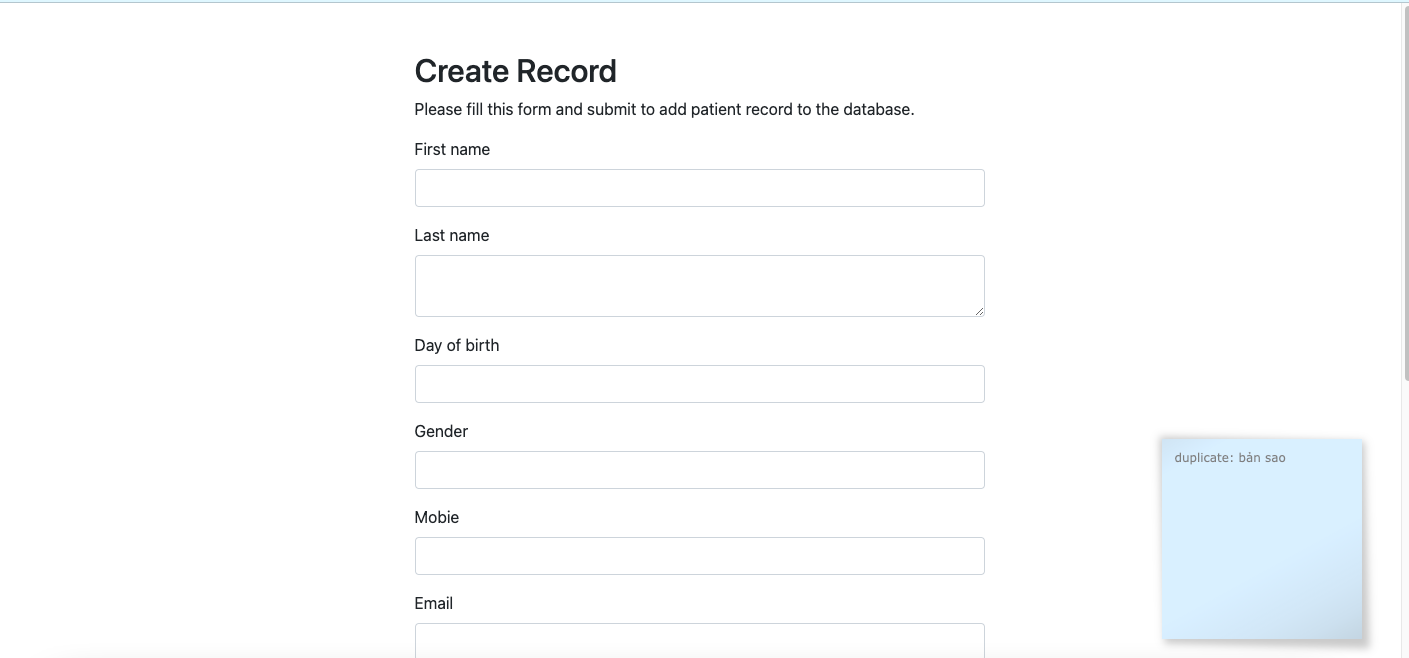 Create Record
Please fill this form and submit to add patient record to the database.
First name
Last name
Day of birth
Gender
Mobie
Email
duplicate: bản sao